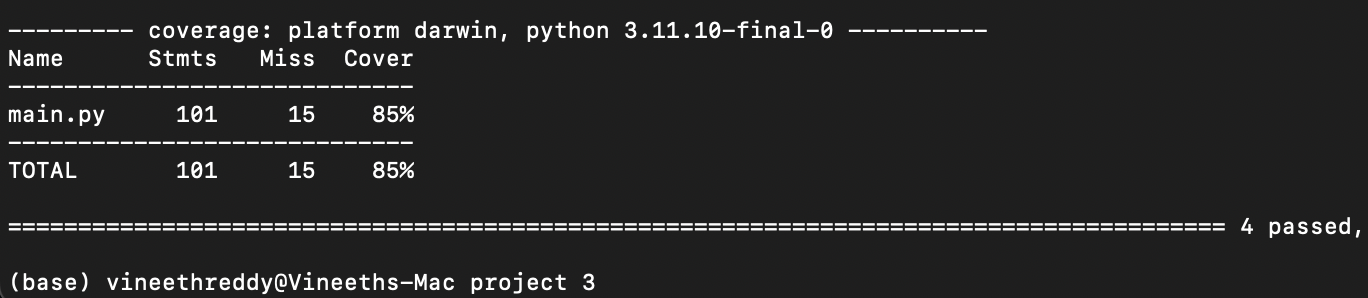 --------- coverage: platform darwin, python 3.11.10-final-0 ----------
Name      Stmts   Miss  Cover
-----------------------------
main.py     101     15    85%
-----------------------------
TOTAL       101     15    85%
======================================================================================= 4 passed,
(base) vineethreddy@Vineeths-Mac project 3